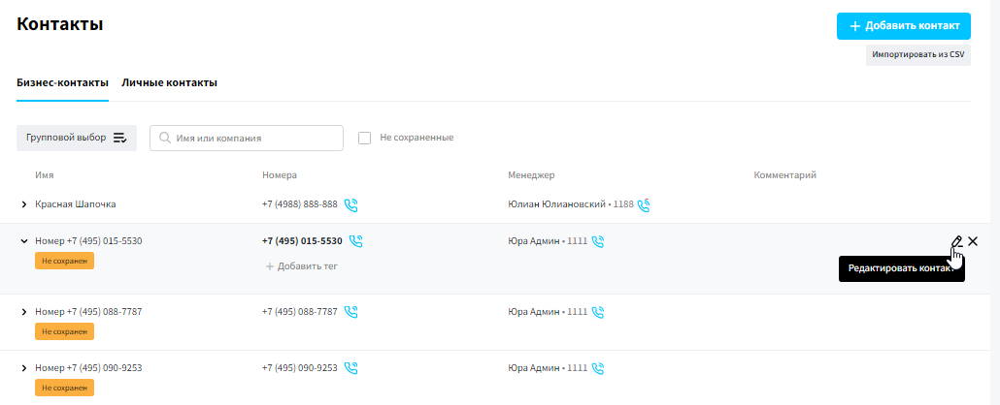 Контакты
Добавить контакт
Импортировать из CSV
Бизнес-контакты Личные контакты
Групповой выбор Имя или компания Не сохраненные
Имя Номера Менеджер Комментарий
Красная Шапочка +7 (4988) 888-888 Юлиан Юлиановский • 1188
Номер +7 (495) 015-5530 +7 (495) 015-5530 Юра Админ • 1111
Не сохранен + Добавить тег Редактировать контакт
Номер +7 (495) 088-7787 +7 (495) 088-7787 Юра Админ • 1111
Не сохранен
Номер +7 (495) 090-9253 +7 (495) 090-9253 Юра Админ • 1111
Не сохранен